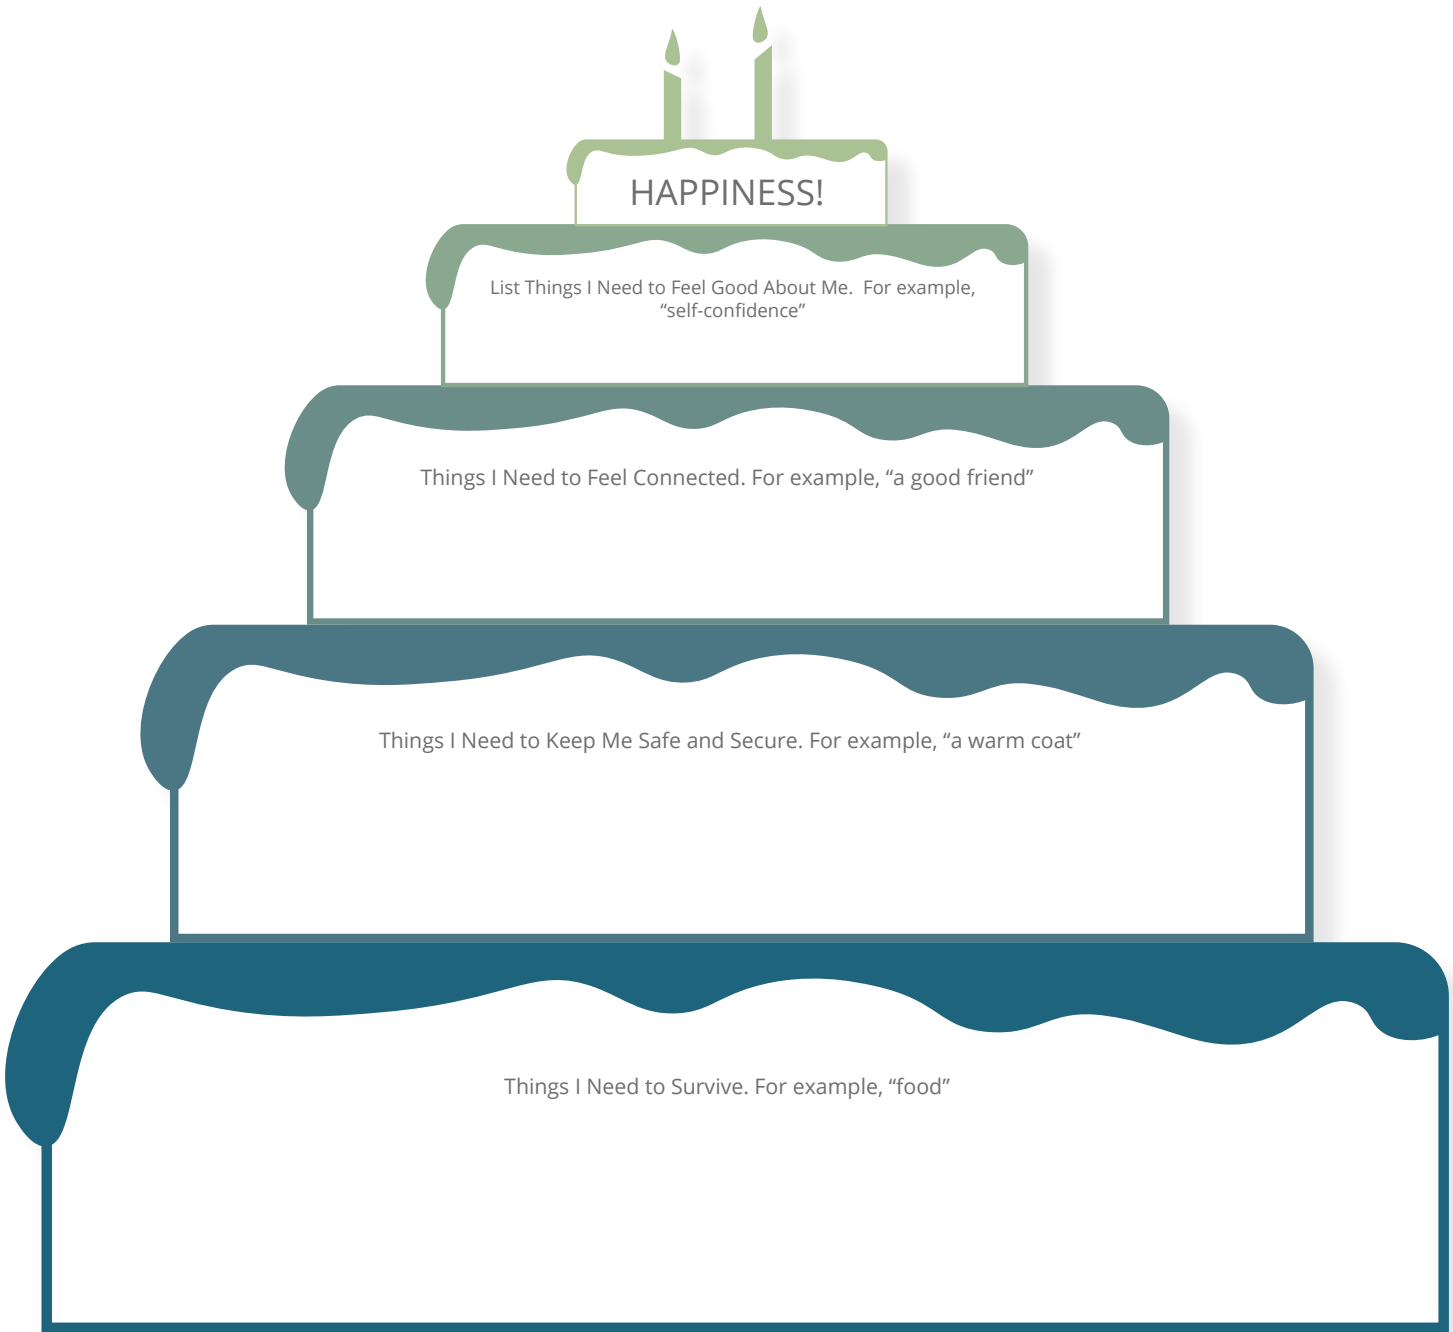 HAPPINESS!
List Things I Need to Feel Good About Me.  For example,
“self-confidence”
Things I Need to Feel Connected. For example, “a good friend”
Things I Need to Keep Me Safe and Secure. For example, “a warm coat”
Things I Need to Survive. For example, “food”